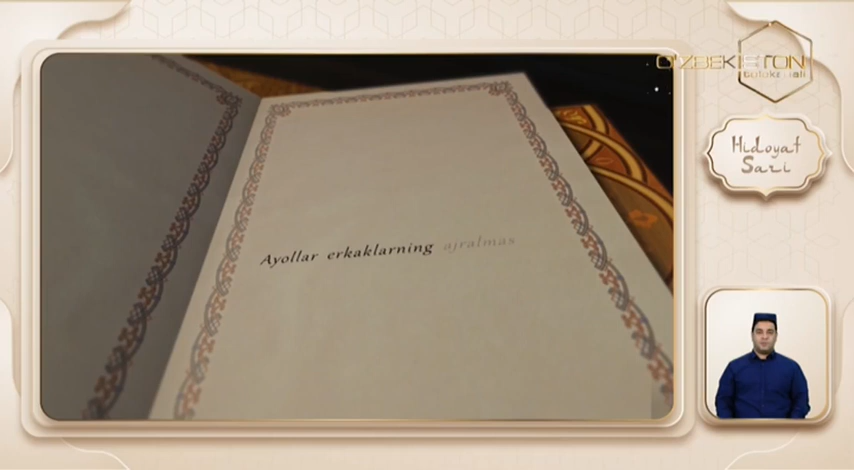 O'ZBEKISTON
Hidoyat
Sari
Ayollar erkaklarning ajralmas